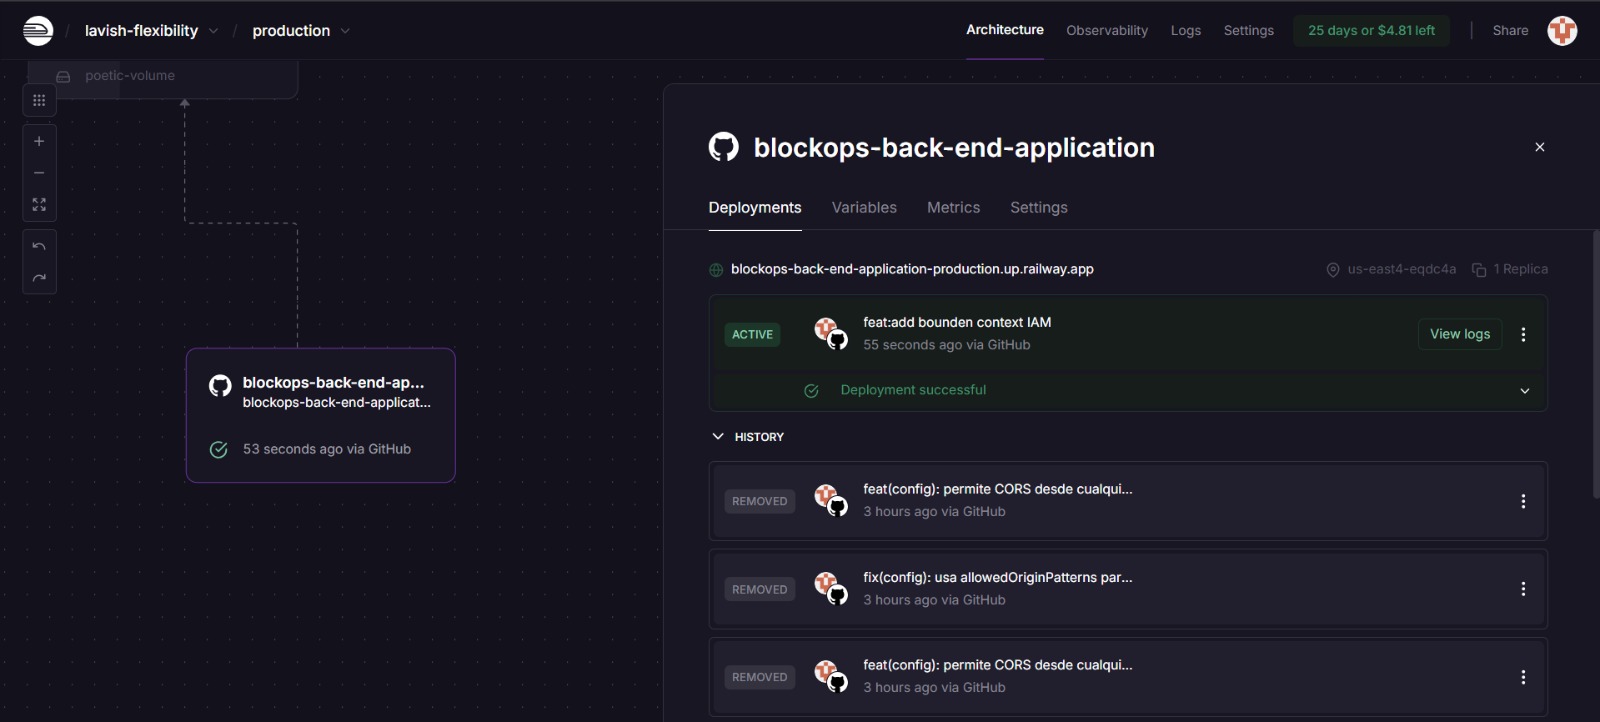 lavish-flexibility
production
Architecture
Observability
Logs
Settings
25 days or $4.81 left
Share
poetic-volume
blockops-back-end-ap...
blockops-back-end-applicat...
53 seconds ago via GitHub
blockops-back-end-application
Deployments
Variables
Metrics
Settings
blockops-back-end-application-production.up.railway.app
us-east4-eqdc4a
1 Replica
ACTIVE
feat:add bounden context IAM
55 seconds ago via GitHub
View logs
Deployment successful
HISTORY
REMOVED
feat(config): permite CORS desde cualqui...
3 hours ago via GitHub
REMOVED
fix(config): usa allowedOriginPatterns par...
3 hours ago via GitHub
REMOVED
feat(config): permite CORS desde cualqui...
3 hours ago via GitHub